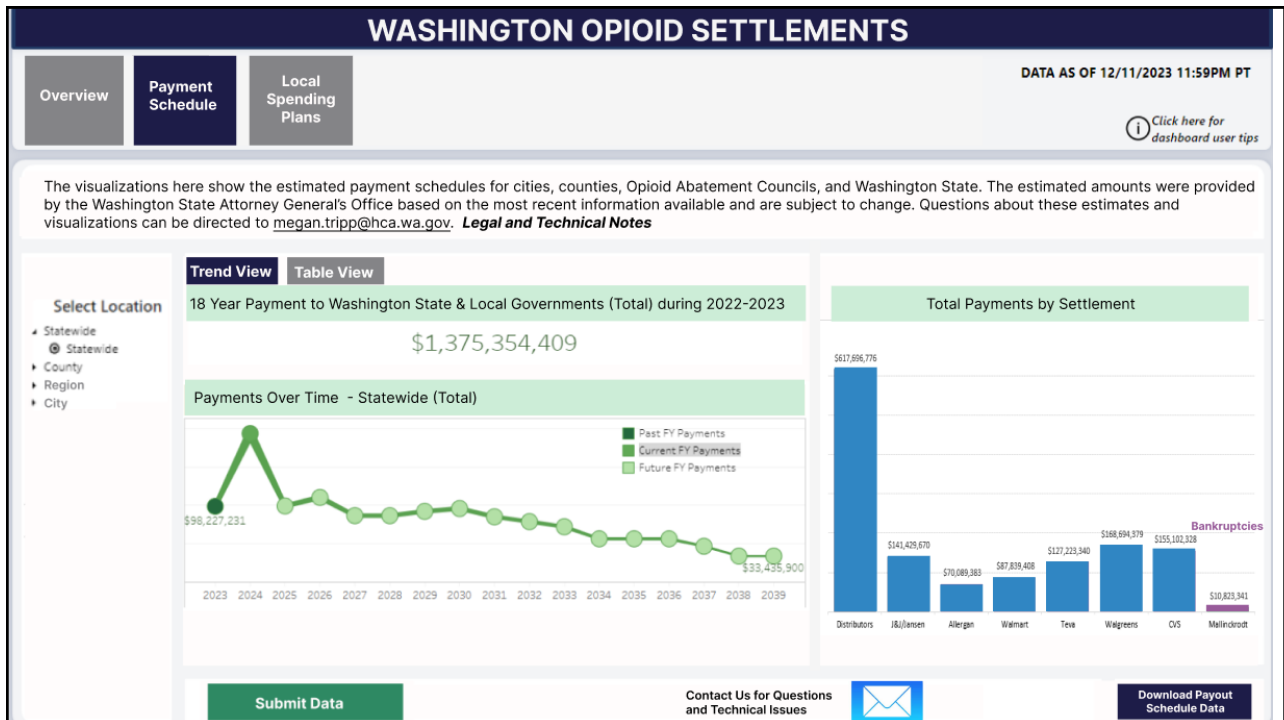 WASHINGTON OPIOID SETTLEMENTS
Overview
Payment
Schedule
Local
Spending
Plans
DATA AS OF 12/11/2023 11:59PM PT
i
Click here for
dashboard user tips
The visualizations here show the estimated payment schedules for cities, counties, Opioid Abatement Councils, and Washington State. The estimated amounts were provided
by the Washington State Attorney General's Office based on the most recent information available and are subject to change. Questions about these estimates and
visualizations can be directed to megan.tripp@hca.wa.gov. Legal and Technical Notes
Select Location
Statewide
Statewide
County
Region
City
Trend View
Table View
18 Year Payment to Washington State & Local Governments (Total) during 2022-2023
$1,375,354,409
Payments Over Time - Statewide (Total)
Past FY Payments
Current FY Payments
Future FY Payments
$98,227,231
$33,435,900
2023 2024 2025 2026 2027 2028 2029 2030 2031 2032 2033 2034 2035 2036 2037 2038 2039
Total Payments by Settlement
$617,696,776
$141,429,670
$70,089,383
$87,839,408
$127,223,340
$168,694,379
$155,102,328
Bankruptcies
$10,823,341
Distributors J&J/Jansen Allergan Walmart Teva Walgreens CVS Mallinckrodt
Submit Data
Contact Us for Questions
and Technical Issues
Download Payout
Schedule Data